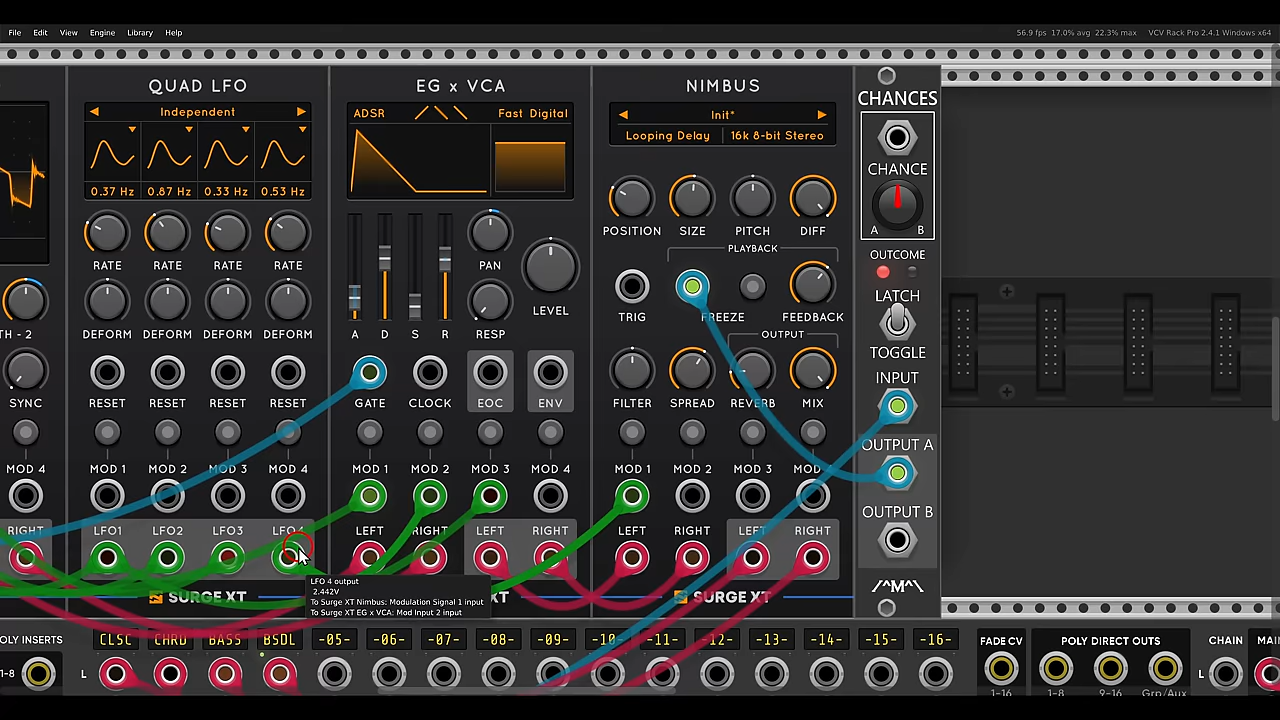 File Edit View Engine Library Help
56.9 fps 17.0% avg 22.3% max VCV Rack Pro 2.4.1 Windows x64
QUAD LFO
Independent
0.37 Hz 0.87 Hz 0.33 Hz 0.53 Hz
RATE RATE RATE RATE
TH - 2 DEFORM DEFORM DEFORM DEFORM
SYNC RESET RESET RESET RESET
MOD 4 MOD 1 MOD 2 MOD 3 MOD 4
RIGHT LFO1 LFO2 LFO3 LFO4
SURGE XT
EG x VCA
ADSR Fast Digital
PAN
LEVEL
A D S R RESP
GATE CLOCK EOC ENV
MOD 1 MOD 2 MOD 3 MOD 4
LEFT RIGHT LEFT RIGHT
XT
LFO 4 output
2.442V
To Surge XT Nimbus: Modulation Signal 1 input
To Surge XT EG x VCA: Mod Input 2 input
NIMBUS
Init*
Looping Delay 16k 8-bit Stereo
POSITION SIZE PITCH DIFF
PLAYBACK
TRIG FREEZE FEEDBACK
OUTPUT
FILTER SPREAD REVERB MIX
MOD 1 MOD 2 MOD 3 MOD
LEFT RIGHT LEFT RIGHT
SURGE XT
CHANCES
CHANCE
A B
OUTCOME
LATCH
TOGGLE
INPUT
OUTPUT A
OUTPUT B
OLY INSERTS CLSC CHRD BASS BSDL -05- -06- -07- -08- -09- -10- -11- -12- -13- -14- -15- -16- FADE CV POLY DIRECT OUTS CHAIN MAI
1-8 L L
1-16 1-8 9-16 Grp/Aux